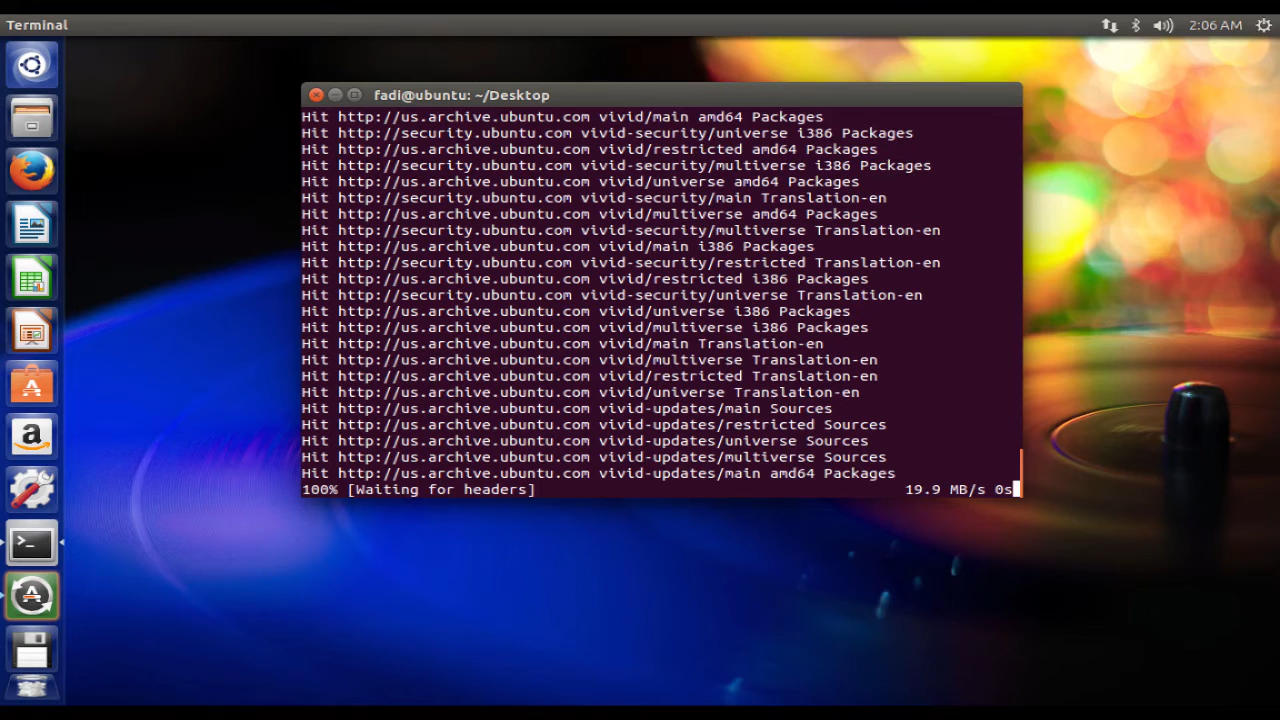 Terminal
2:06 AM
fadi@ubuntu: ~/Desktop
Hit http://us.archive.ubuntu.com vivid/main amd64 Packages
Hit http://security.ubuntu.com vivid-security/universe i386 Packages
Hit http://us.archive.ubuntu.com vivid/restricted amd64 Packages
Hit http://security.ubuntu.com vivid-security/multiverse i386 Packages
Hit http://us.archive.ubuntu.com vivid/universe amd64 Packages
Hit http://security.ubuntu.com vivid-security/main Translation-en
Hit http://us.archive.ubuntu.com vivid/multiverse amd64 Packages
Hit http://security.ubuntu.com vivid-security/multiverse Translation-en
Hit http://us.archive.ubuntu.com vivid/main i386 Packages
Hit http://security.ubuntu.com vivid-security/restricted Translation-en
Hit http://us.archive.ubuntu.com vivid/restricted i386 Packages
Hit http://security.ubuntu.com vivid-security/universe Translation-en
Hit http://us.archive.ubuntu.com vivid/universe i386 Packages
Hit http://us.archive.ubuntu.com vivid/multiverse i386 Packages
Hit http://us.archive.ubuntu.com vivid/main Translation-en
Hit http://us.archive.ubuntu.com vivid/multiverse Translation-en
Hit http://us.archive.ubuntu.com vivid/restricted Translation-en
Hit http://us.archive.ubuntu.com vivid/universe Translation-en
Hit http://us.archive.ubuntu.com vivid-updates/main Sources
Hit http://us.archive.ubuntu.com vivid-updates/restricted Sources
Hit http://us.archive.ubuntu.com vivid-updates/universe Sources
Hit http://us.archive.ubuntu.com vivid-updates/multiverse Sources
Hit http://us.archive.ubuntu.com vivid-updates/main amd64 Packages
100% [Waiting for headers] 19.9 MB/s 0s